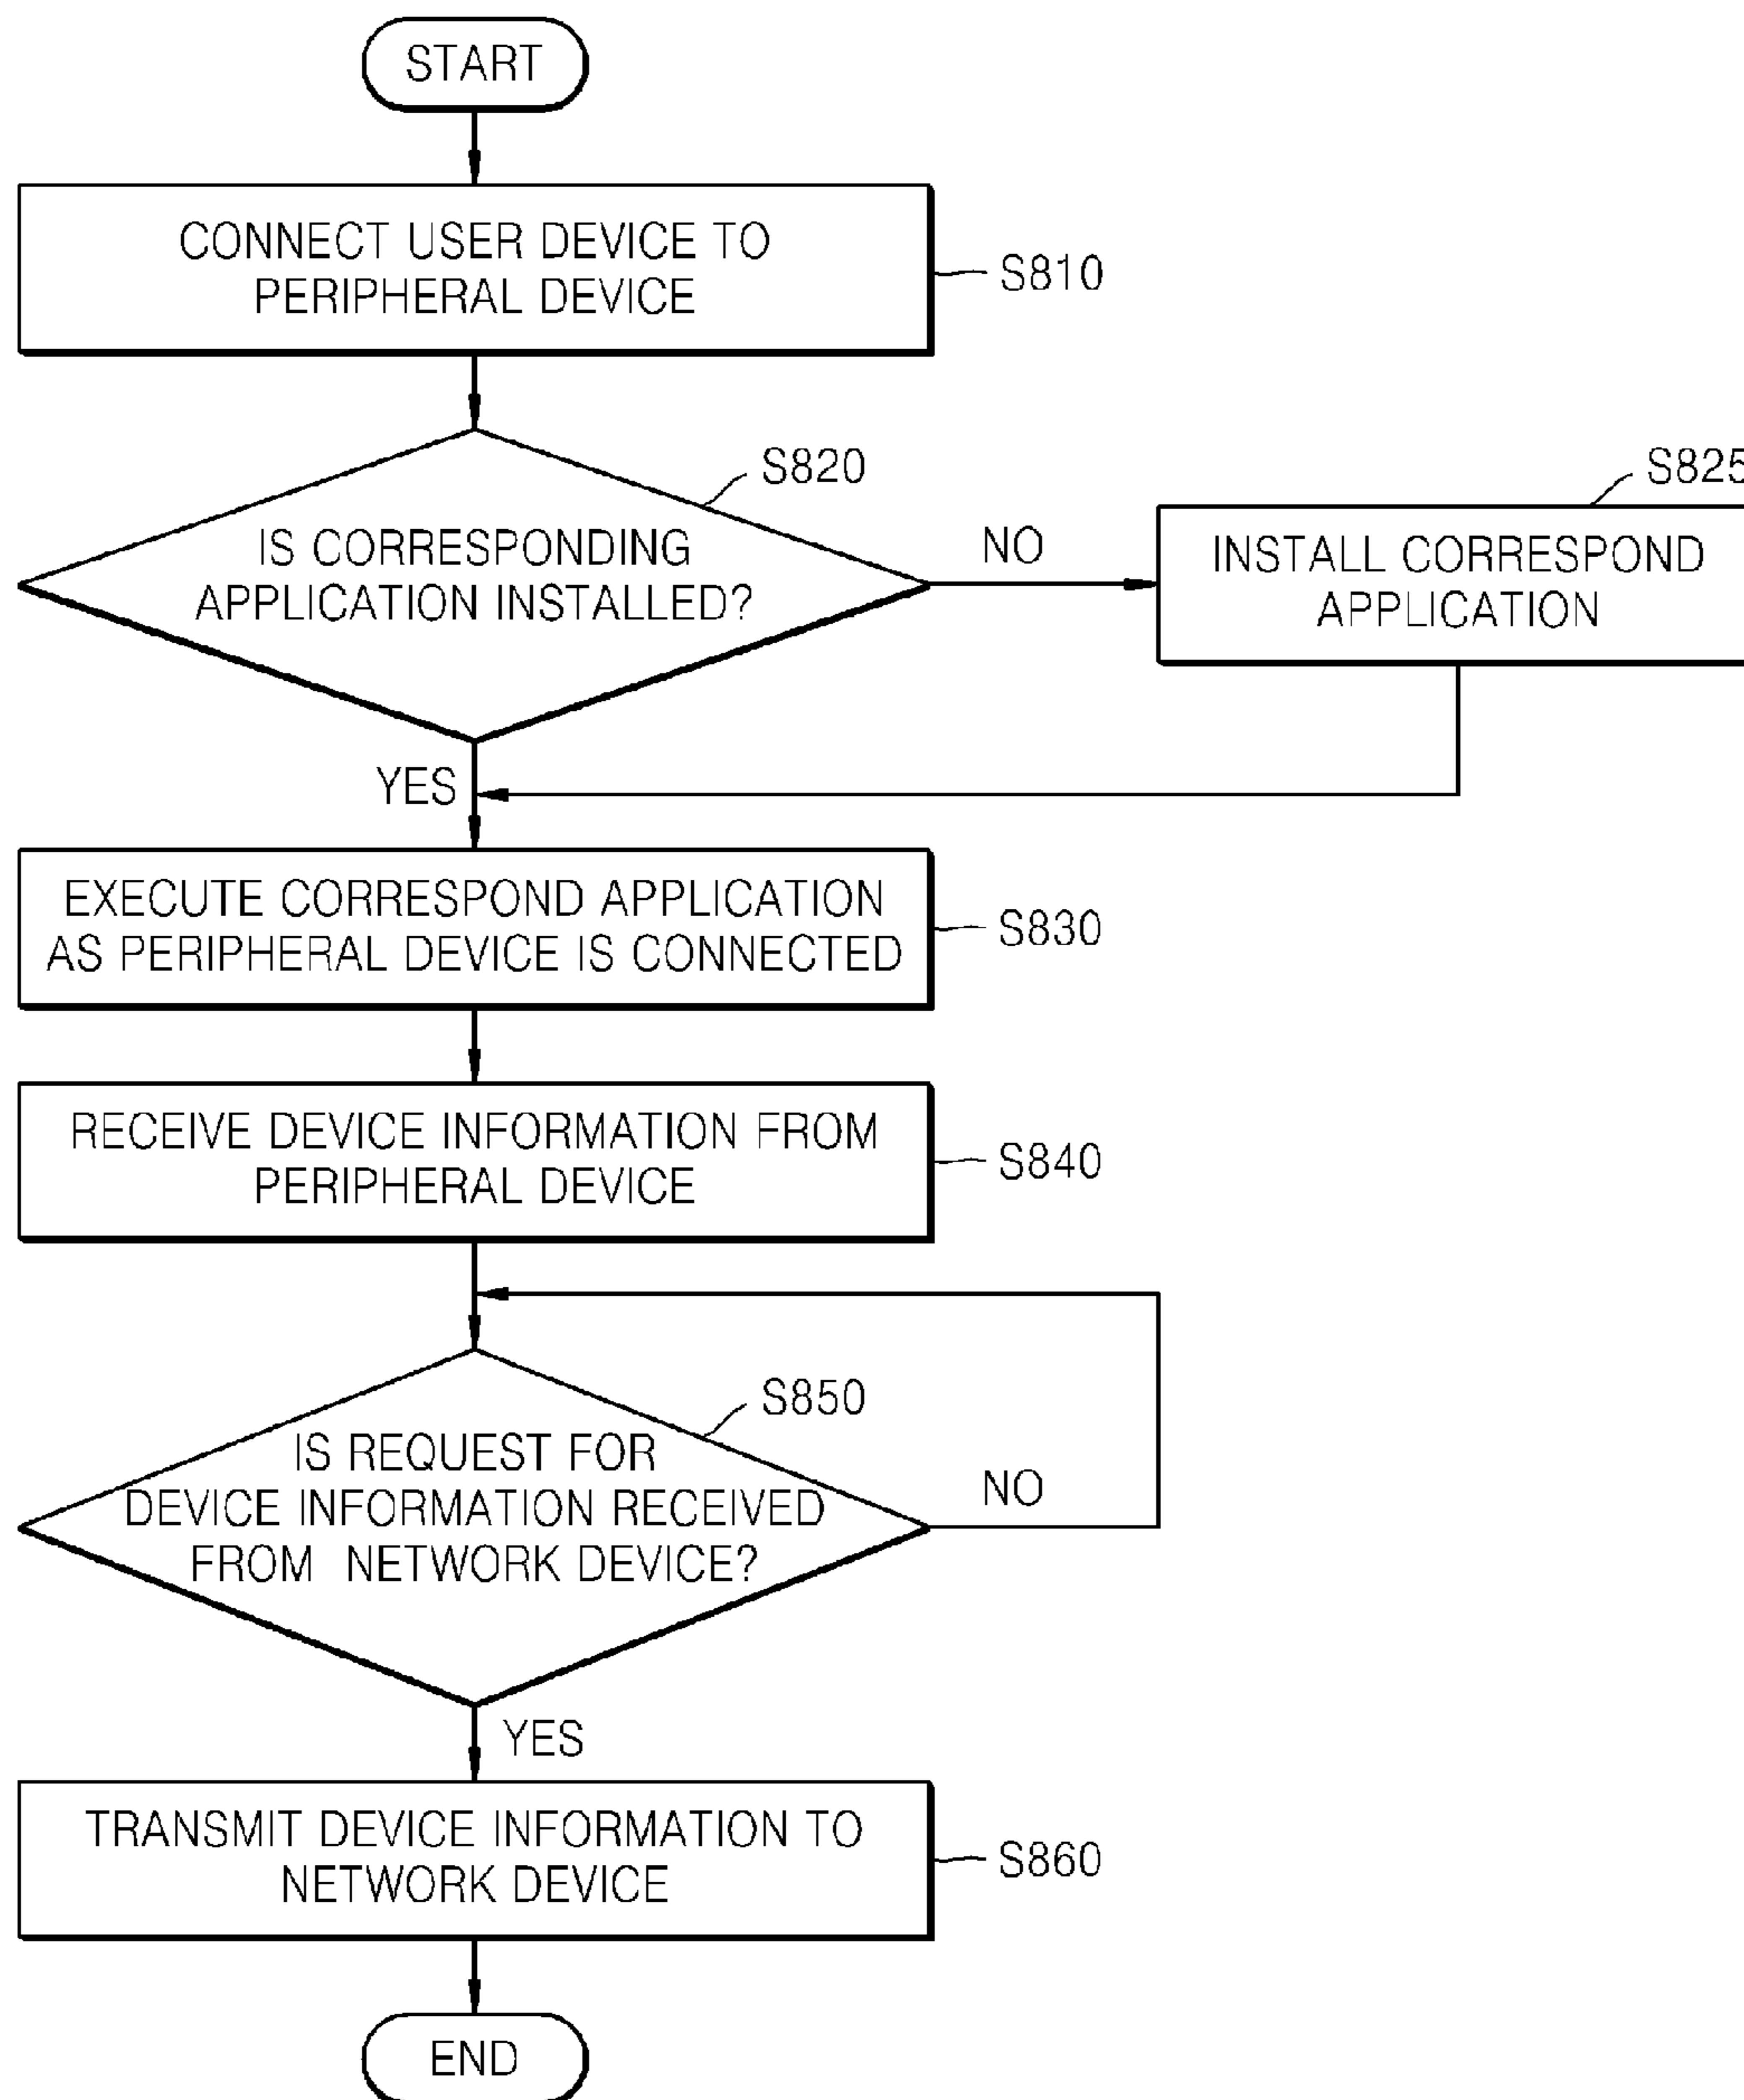 START
CONNECT USER DEVICE TO
PERIPHERAL DEVICE
S810
S820
IS CORRESPONDING
APPLICATION INSTALLED?
NO
S825
INSTALL CORRESPOND
APPLICATION
YES
EXECUTE CORRESPOND APPLICATION
AS PERIPHERAL DEVICE IS CONNECTED
S830
RECEIVE DEVICE INFORMATION FROM
PERIPHERAL DEVICE
S840
S850
IS REQUEST FOR
DEVICE INFORMATION RECEIVED
FROM NETWORK DEVICE?
NO
YES
TRANSMIT DEVICE INFORMATION TO
NETWORK DEVICE
S860
END